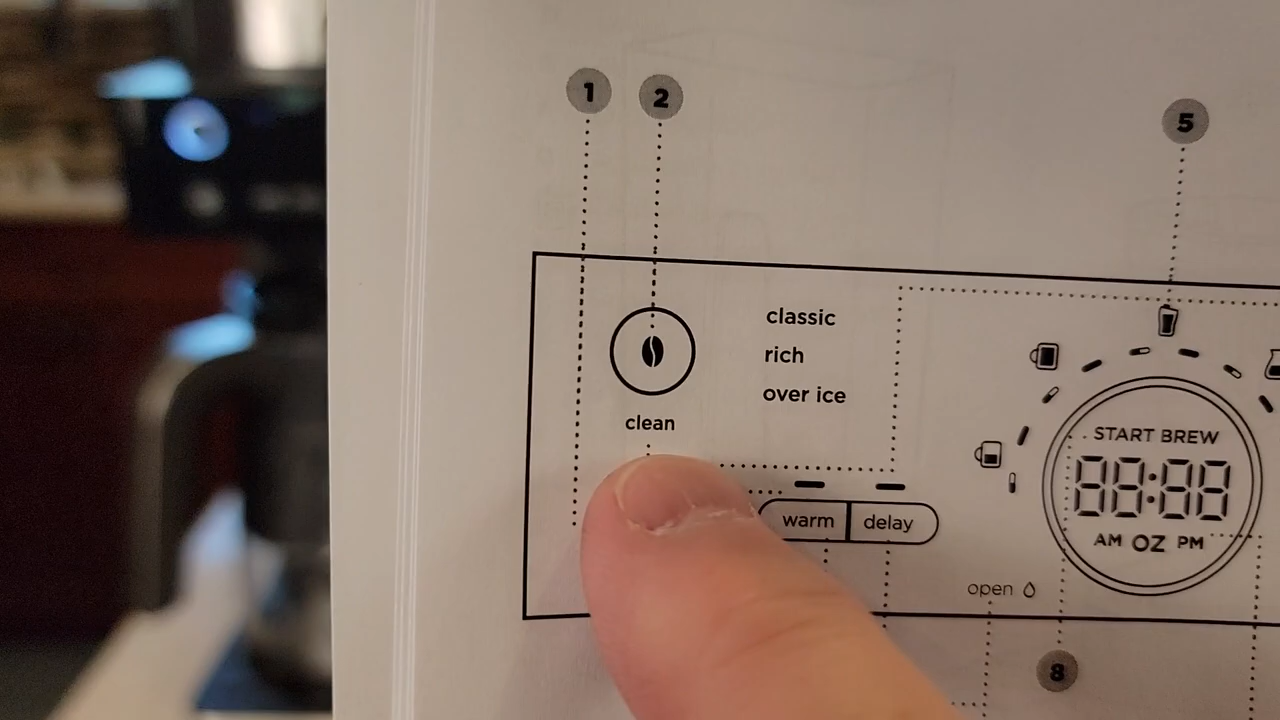 1 2 5
classic
rich
over ice
clean
START BREW
88:88
AM OZ PM
warm delay
open
8